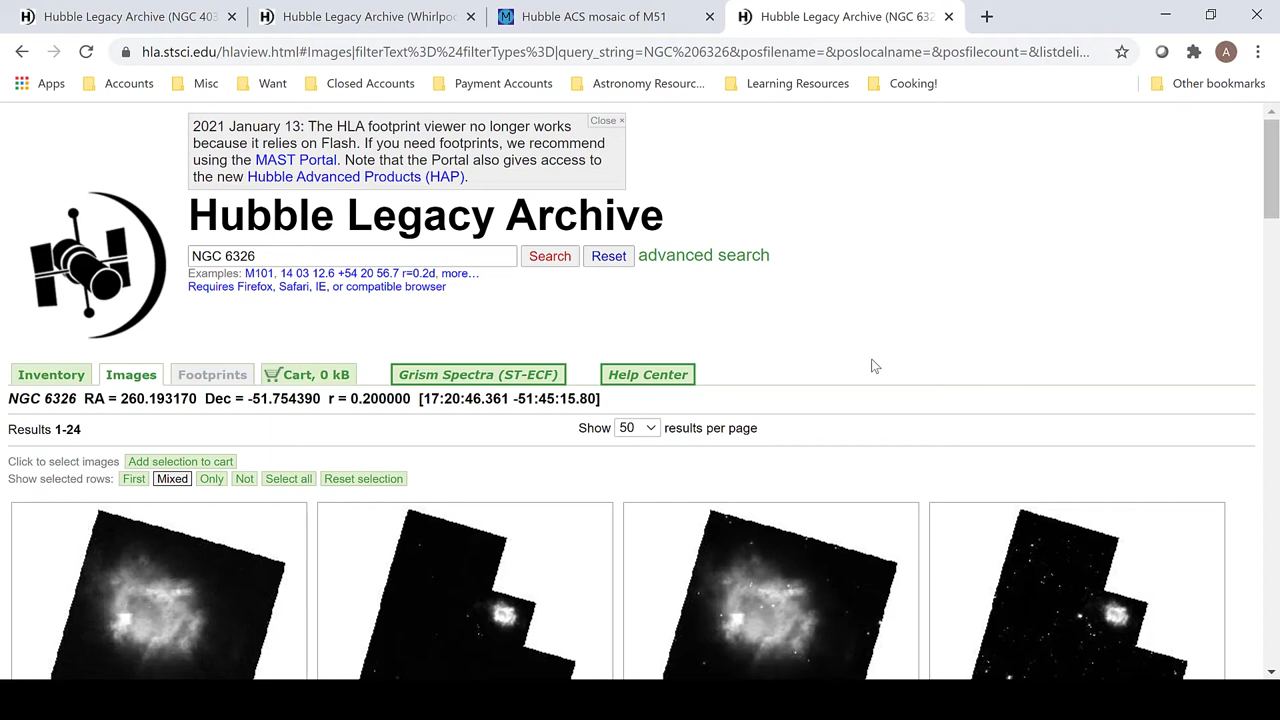 Hubble Legacy Archive (NGC 403
Hubble Legacy Archive (Whirlpo
Hubble ACS mosaic of M51
Hubble Legacy Archive (NGC 632
hla.stsci.edu/hlaview.html#Images|filterText%3D%24filterTypes%3D|query_string=NGC%206326&posfilename=&poslocalname=&posfilecount=&listdeli...
A
Apps
Accounts
Misc
Want
Closed Accounts
Payment Accounts
Astronomy Resourc...
Learning Resources
Cooking!
Other bookmarks
Close ×
2021 January 13: The HLA footprint viewer no longer works
because it relies on Flash. If you need footprints, we recommend
using the MAST Portal. Note that the Portal also gives access to
the new Hubble Advanced Products (HAP).
Hubble Legacy Archive
NGC 6326 Search Reset advanced search
Examples: M101, 14 03 12.6 +54 20 56.7 r=0.2d, more...
Requires Firefox, Safari, IE, or compatible browser
Inventory Images Footprints Cart, 0 kB Grism Spectra (ST-ECF) Help Center
NGC 6326 RA = 260.193170 Dec = -51.754390 r = 0.200000 [17:20:46.361 -51:45:15.80]
Results 1-24 Show 50 results per page
Click to select images Add selection to cart
Show selected rows: First Mixed Only Not Select all Reset selection